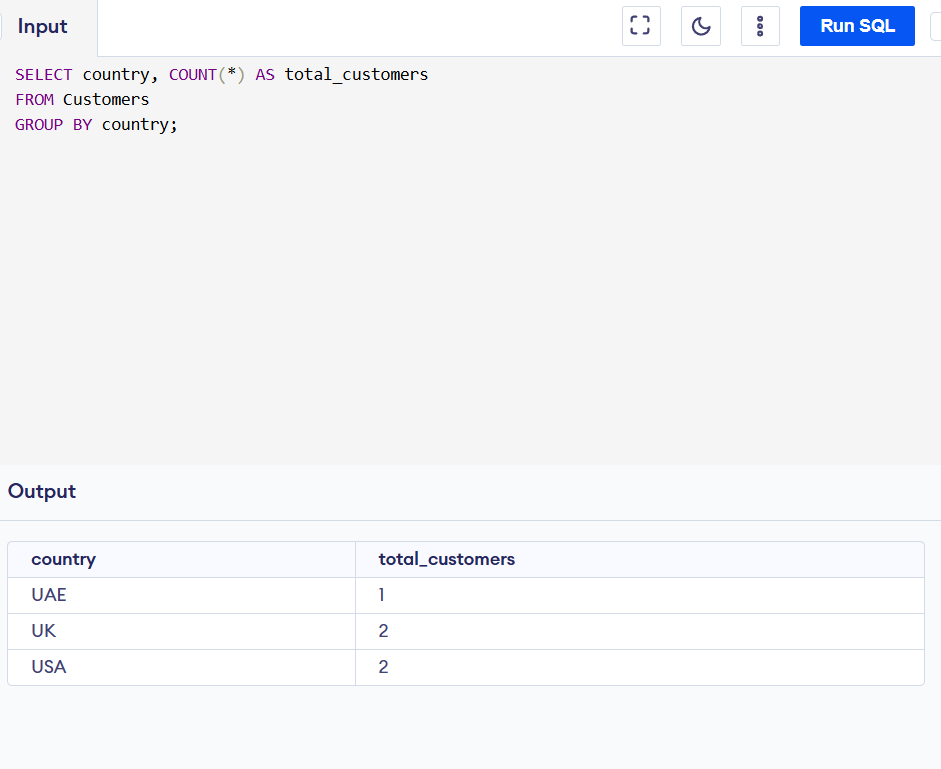 Input
Run SQL
SELECT country, COUNT(*) AS total_customers
FROM Customers
GROUP BY country;
Output
country total_customers
UAE 1
UK 2
USA 2